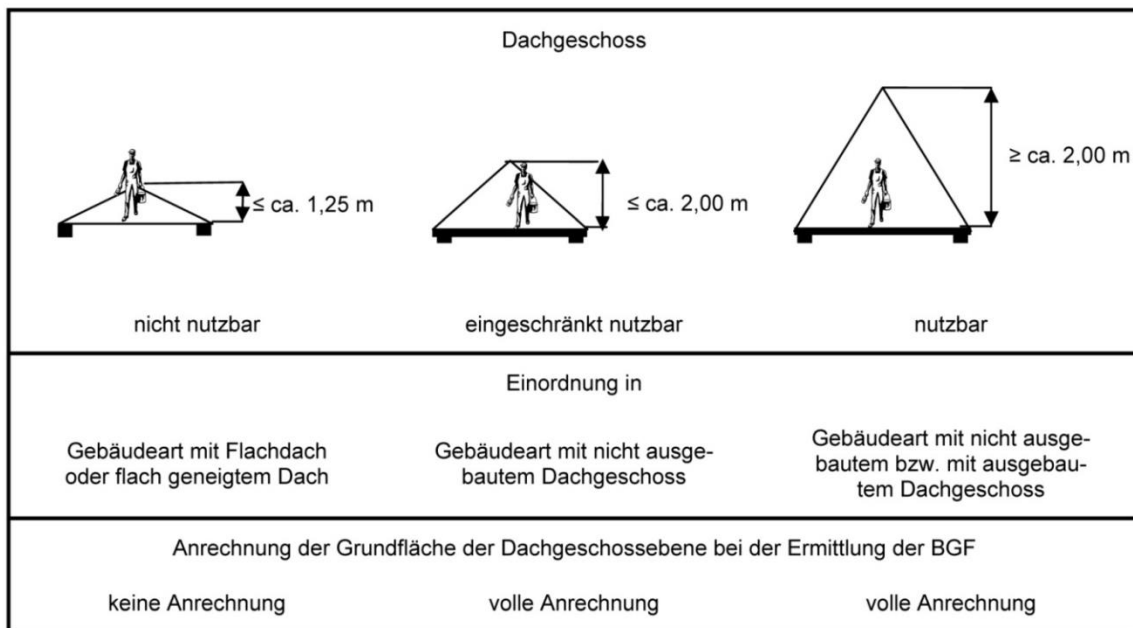 Dachgeschoss
≤ ca. 1,25 m
≤ ca. 2,00 m
≥ ca. 2,00 m
nicht nutzbar
eingeschränkt nutzbar
nutzbar
Einordnung in
Gebäudeart mit Flachdach
oder flach geneigtem Dach
Gebäudeart mit nicht ausge-
bautem Dachgeschoss
Gebäudeart mit nicht ausge-
bautem bzw. mit ausgebau-
tem Dachgeschoss
Anrechnung der Grundfläche der Dachgeschossebene bei der Ermittlung der BGF
keine Anrechnung
volle Anrechnung
volle Anrechnung